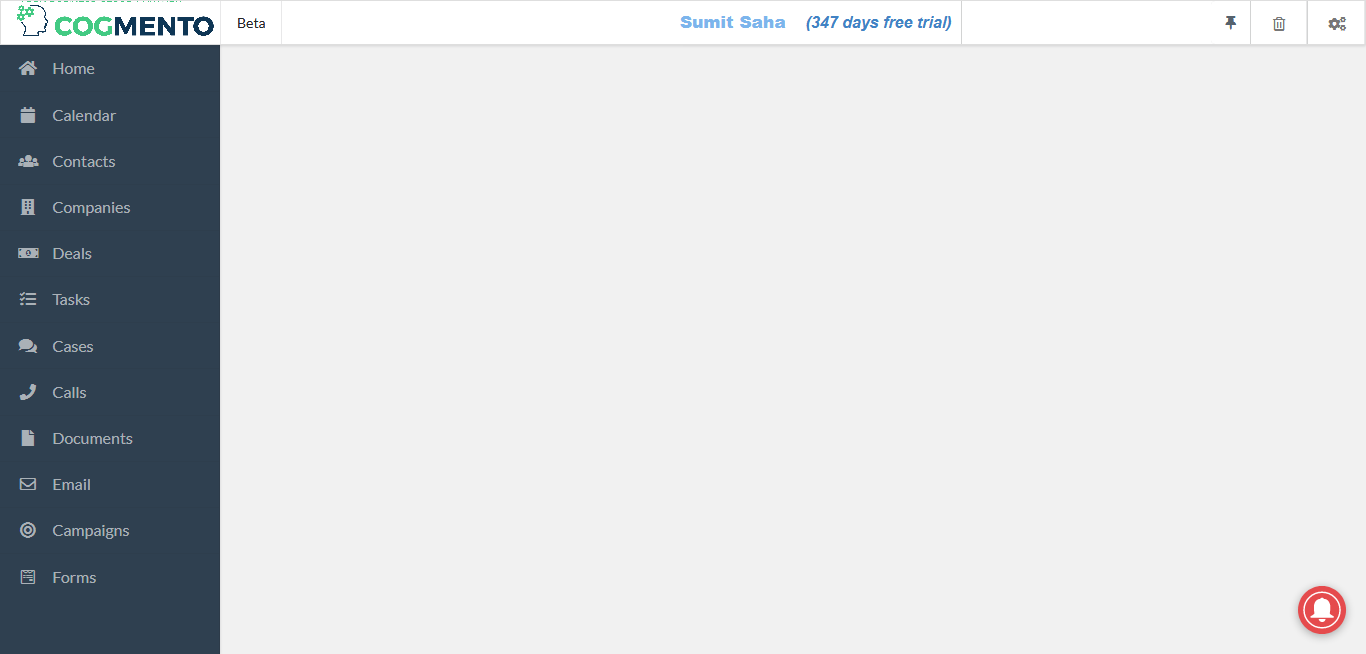 COGMENTO
Beta
Sumit Saha (347 days free trial)
Home
Calendar
Contacts
Companies
Deals
Tasks
Cases
Calls
Documents
Email
Campaigns
Forms